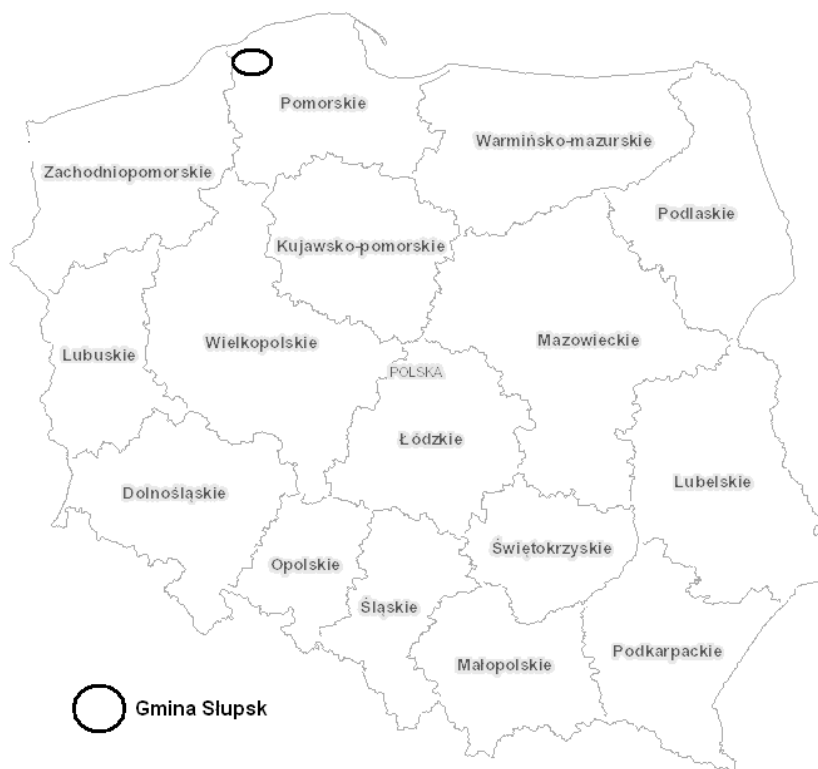 Pomorskie
Warmińsko-mazurskie
Zachodniopomorskie
Podlaskie
Kujawsko-pomorskie
Mazowieckie
Wielkopolskie
Lubuskie
POLSKA
Łódzkie
Lubelskie
Dolnośląskie
Świętokrzyskie
Opolskie
Śląskie
Podkarpackie
Małopolskie
Gmina Słupsk